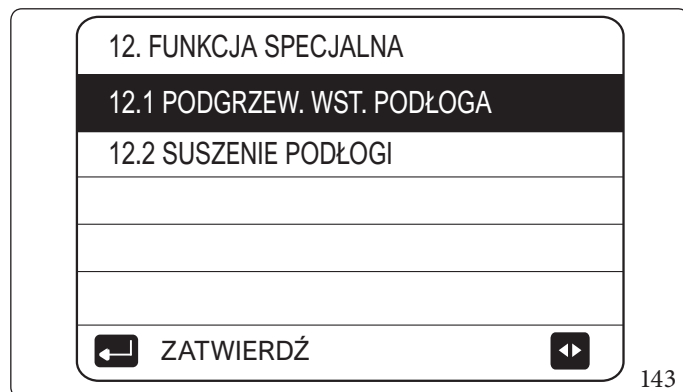 12. FUNKCJA SPECJALNA
12.1 PODGRZEW. WST. PODŁOGA
12.2 SUSZENIE PODŁOGI
ZATWIERDŹ
143